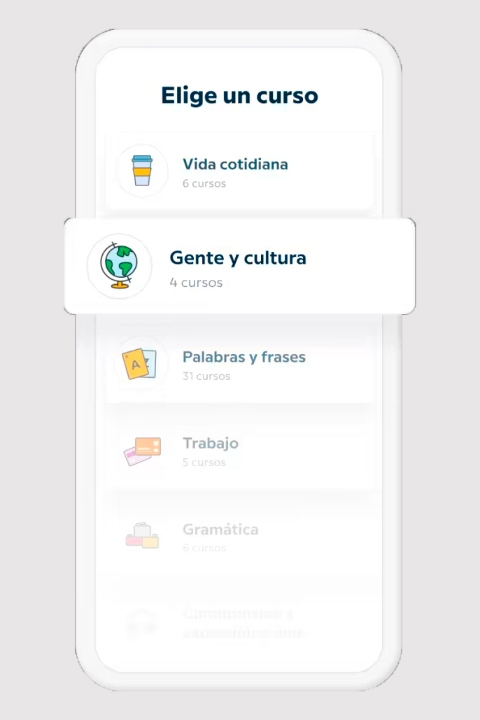 Elige un curso
Vida cotidiana
6 cursos
Gente y cultura
4 cursos
A
Palabras y frases
31 cursos
Trabajo
5 cursos
Gramática
6 cursos